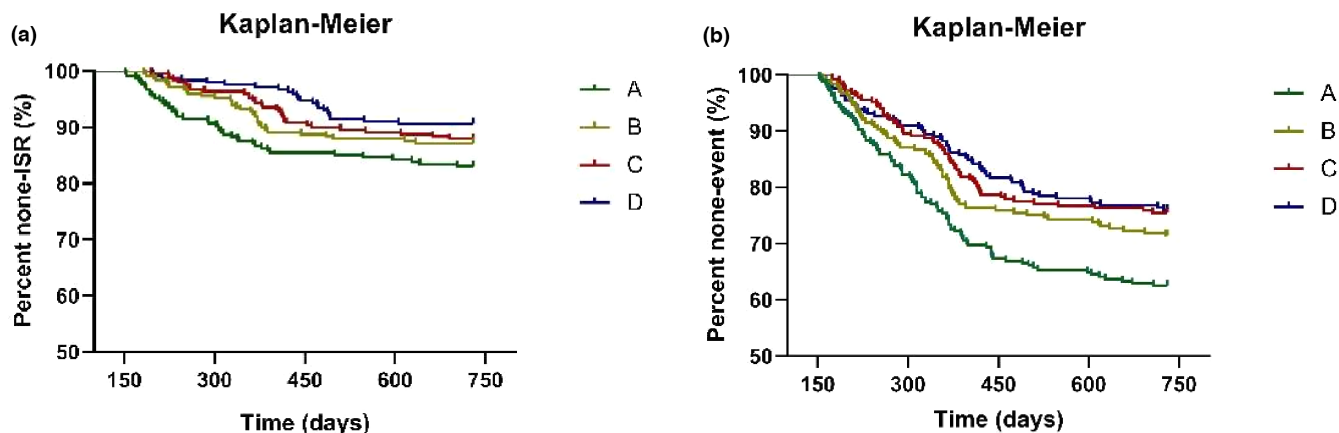 (a)
Kaplan-Meier
Percent none-ISR (%)
100
90
80
70
60
50
150 300 450 600 750
Time (days)
A
B
C
D
(b)
Kaplan-Meier
Percent none-event (%)
100
90
80
70
60
50
150 300 450 600 750
Time (days)
A
B
C
D